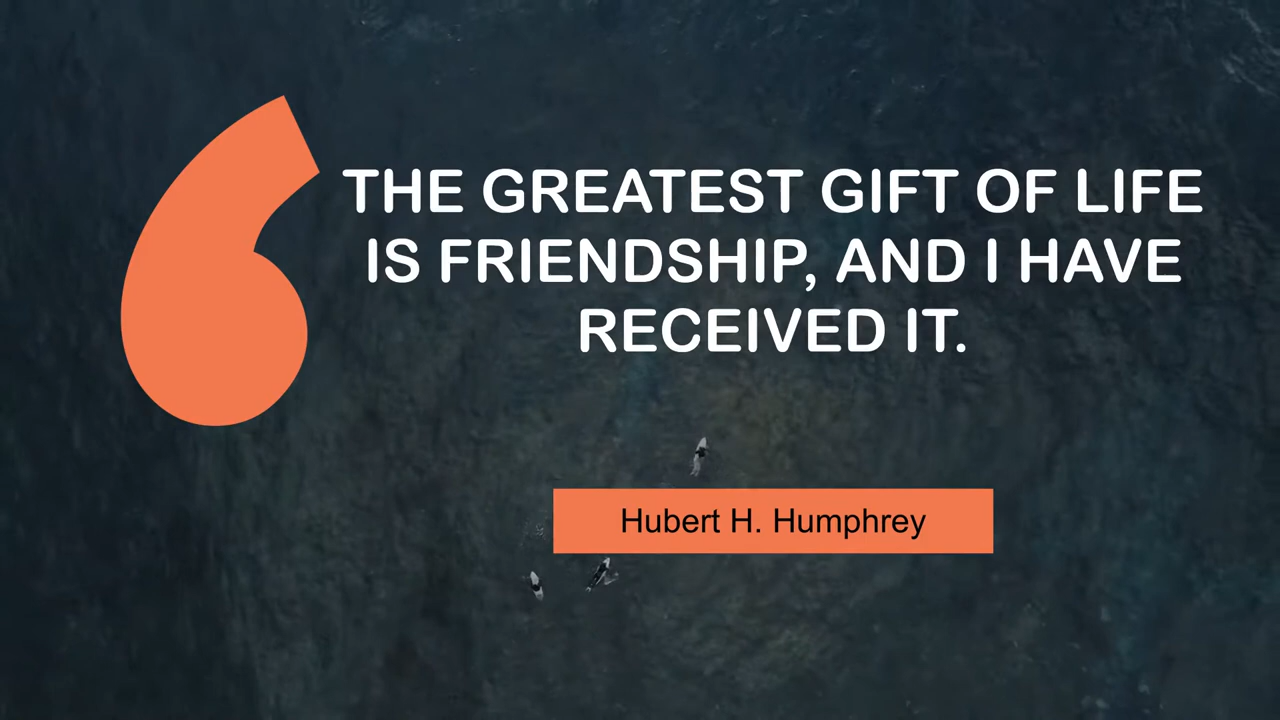 THE GREATEST GIFT OF LIFE
IS FRIENDSHIP, AND I HAVE
RECEIVED IT.
Hubert H. Humphrey